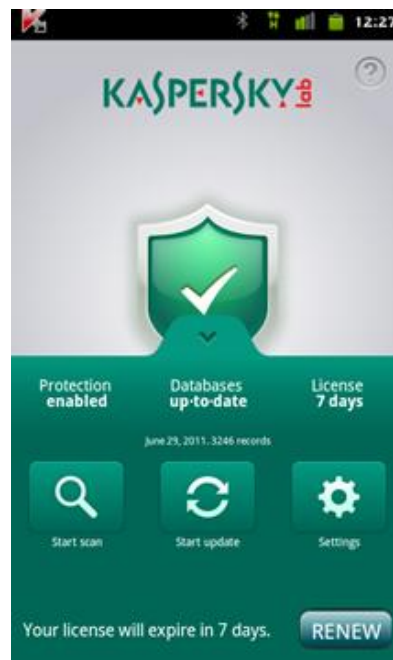 12:27
KASPERSKY lab
?
Protection enabled
Databases up-to-date
License 7 days
June 29, 2011. 3246 records
Start scan
Start update
Settings
Your license will expire in 7 days.
RENEW